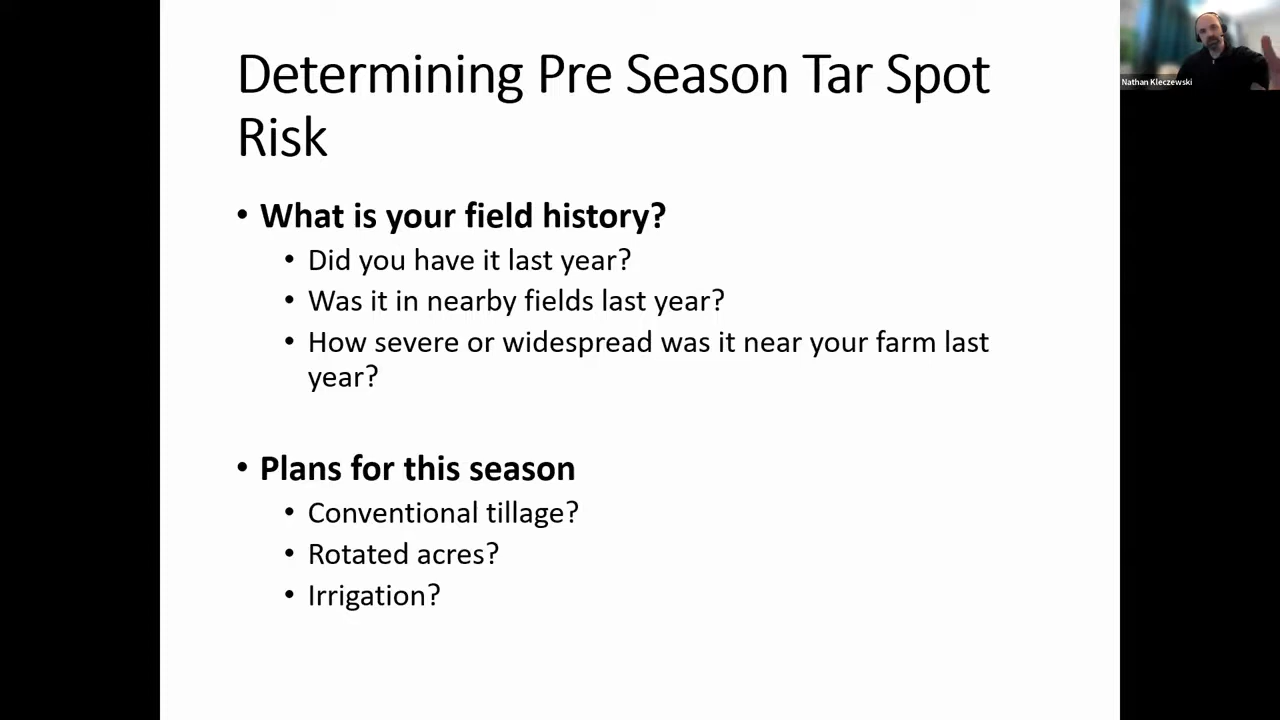 Determining Pre Season Tar Spot
Risk
• What is your field history?
• Did you have it last year?
• Was it in nearby fields last year?
• How severe or widespread was it near your farm last
year?
• Plans for this season
• Conventional tillage?
• Rotated acres?
• Irrigation?
Nathan Kleczewski